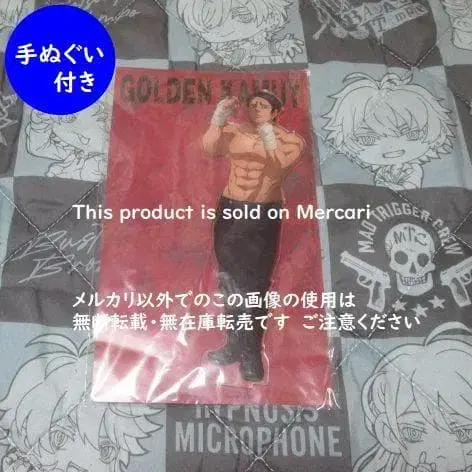 手ぬぐい
付き
GOLDEN KAMUY
This product is sold on Mercari
MAD TRIGGER CREW
MTC
メルカリ以外でのこの画像の使用は
無断転載・無在庫転売です ご注意ください
HYPNOSIS
MICROPHONE